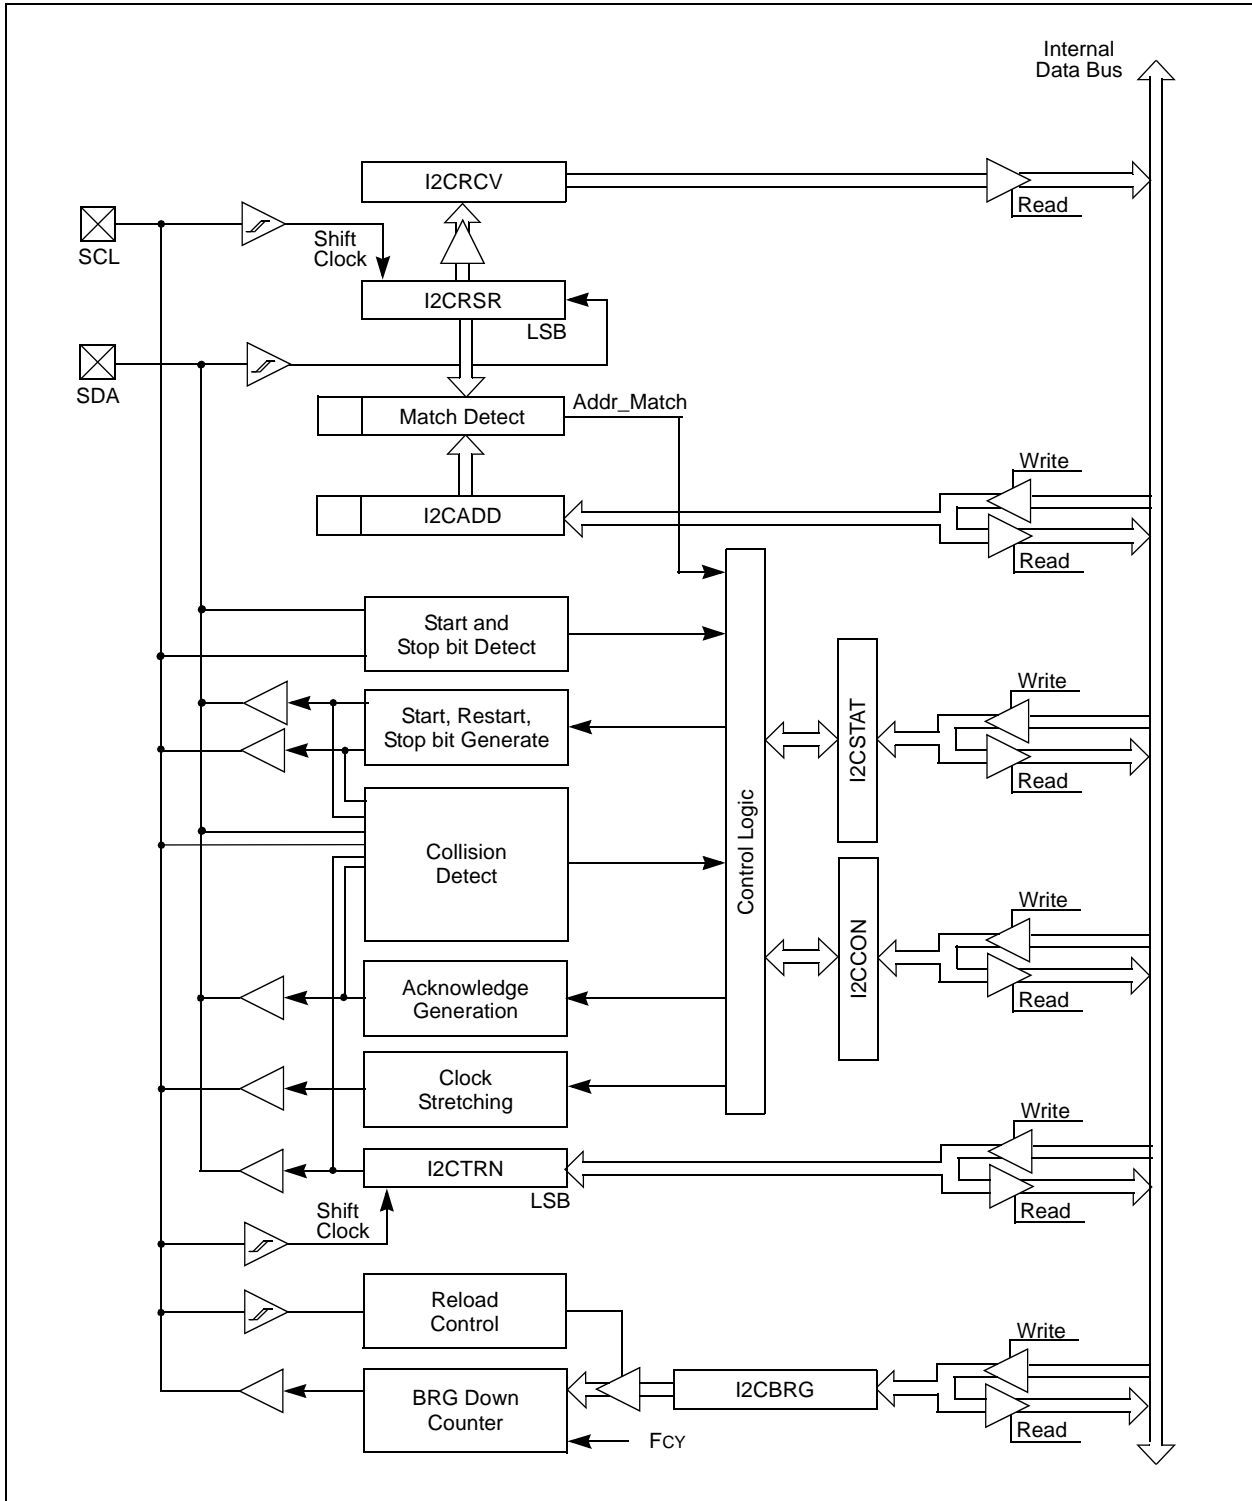 Internal
Data Bus
I2CRCV
Read
SCL
Shift
Clock
I2CRSR
LSB
SDA
Addr_Match
Match Detect
Write
I2CADD
Read
Start and
Stop bit Detect
Write
Start, Restart,
Stop bit Generate
I2CSTAT
Read
Control Logic
Collision
Detect
Write
I2CCON
Read
Acknowledge
Generation
Clock
Stretching
Write
I2CTRN
LSB
Read
Shift
Clock
Reload
Control
Write
I2CBRG
BRG Down
Counter
Read
FCY